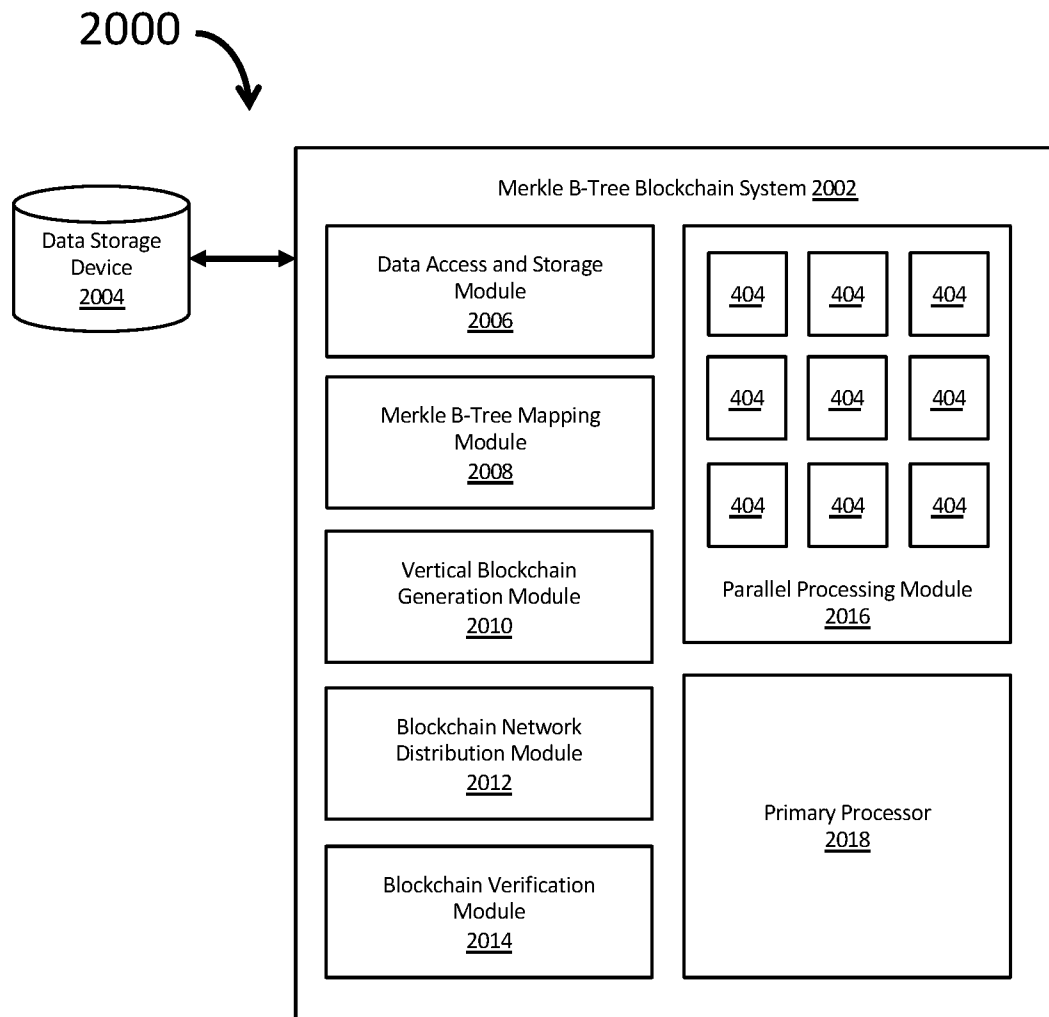 2000
Merkle B-Tree Blockchain System 2002
Data Storage
Device
2004
Data Access and Storage
Module
2006
Merkle B-Tree Mapping
Module
2008
Vertical Blockchain
Generation Module
2010
Blockchain Network
Distribution Module
2012
Blockchain Verification
Module
2014
404 404 404
404 404 404
404 404 404
Parallel Processing Module
2016
Primary Processor
2018